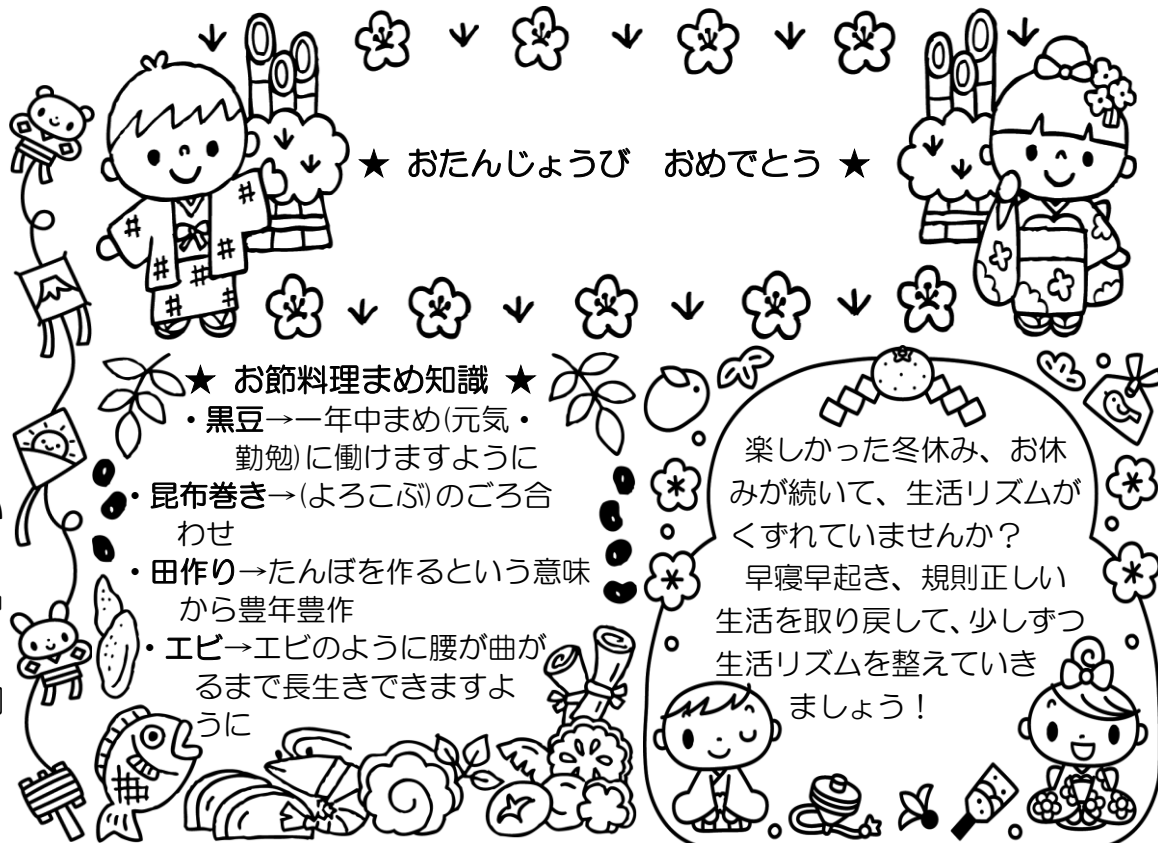 ★ おたんじょうび　おめでとう ★
★ お節料理まめ知識 ★
・黒豆→一年中まめ(元気・
勤勉)に働けますように
・昆布巻き→(よろこぶ)のごろ合
わせ
・田作り→たんぼを作るという意味
から豊年豊作
・エビ→エビのように腰が曲が
るまで長生きできますよ
うに
楽しかった冬休み、お休
みが続いて、生活リズムが
くずれていませんか？
早寝早起き、規則正しい
生活を取り戻して、少しずつ
生活リズムを整えていき
ましょう！